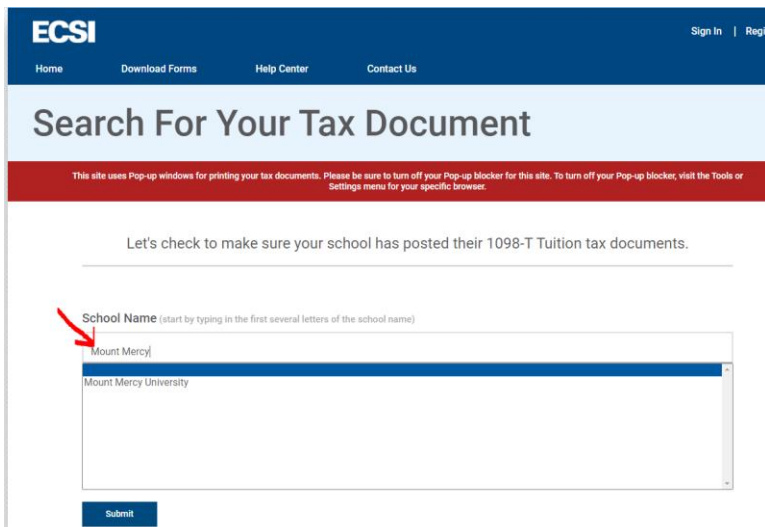 ECSI
Sign In | Regi
Home Download Forms Help Center Contact Us
Search For Your Tax Document
This site uses Pop-up windows for printing your tax documents. Please be sure to turn off your Pop-up blocker for this site. To turn off your Pop-up blocker, visit the Tools or
Settings menu for your specific browser.
Let's check to make sure your school has posted their 1098-T Tuition tax documents.
School Name (start by typing in the first several letters of the school name)
Mount Mercy
Mount Mercy University
Submit